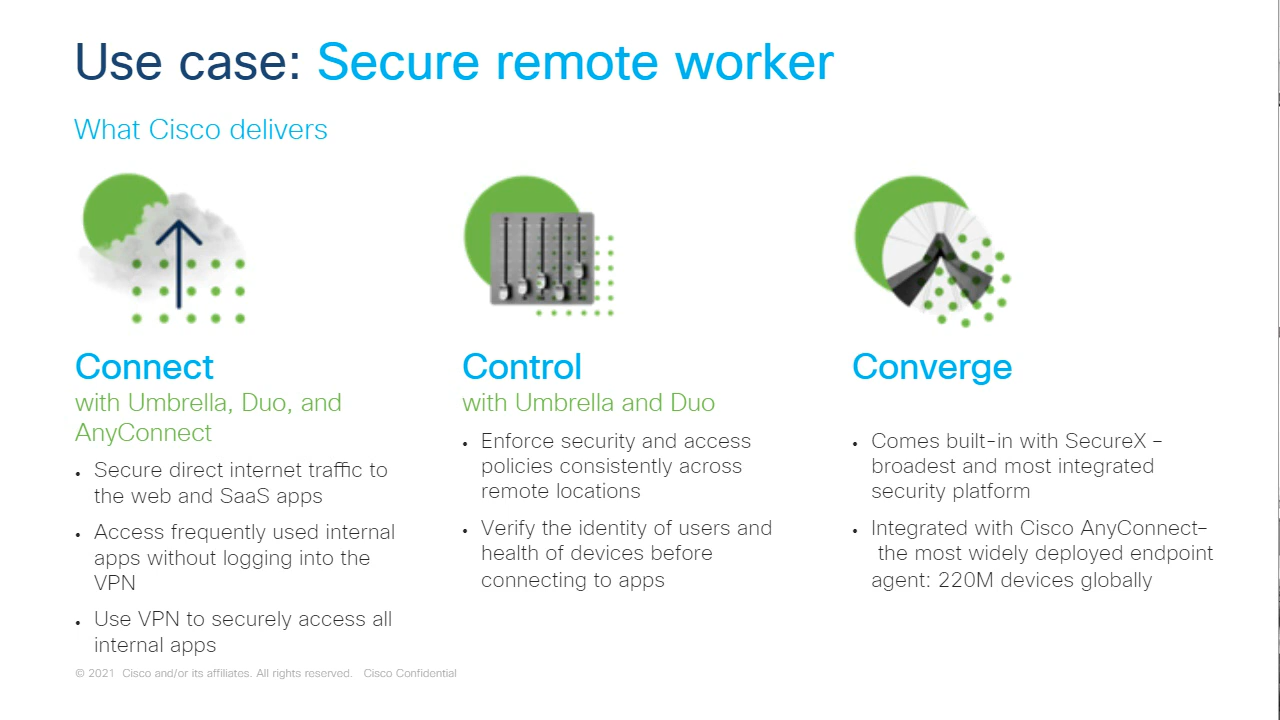 Use case: Secure remote worker
What Cisco delivers
Connect
with Umbrella, Duo, and
AnyConnect
• Secure direct internet traffic to
the web and SaaS apps
• Access frequently used internal
apps without logging into the
VPN
• Use VPN to securely access all
internal apps
Control
with Umbrella and Duo
• Enforce security and access
policies consistently across
remote locations
• Verify the identity of users and
health of devices before
connecting to apps
Converge
• Comes built-in with SecureX –
broadest and most integrated
security platform
• Integrated with Cisco AnyConnect–
the most widely deployed endpoint
agent: 220M devices globally
© 2021 Cisco and/or its affiliates. All rights reserved. Cisco Confidential